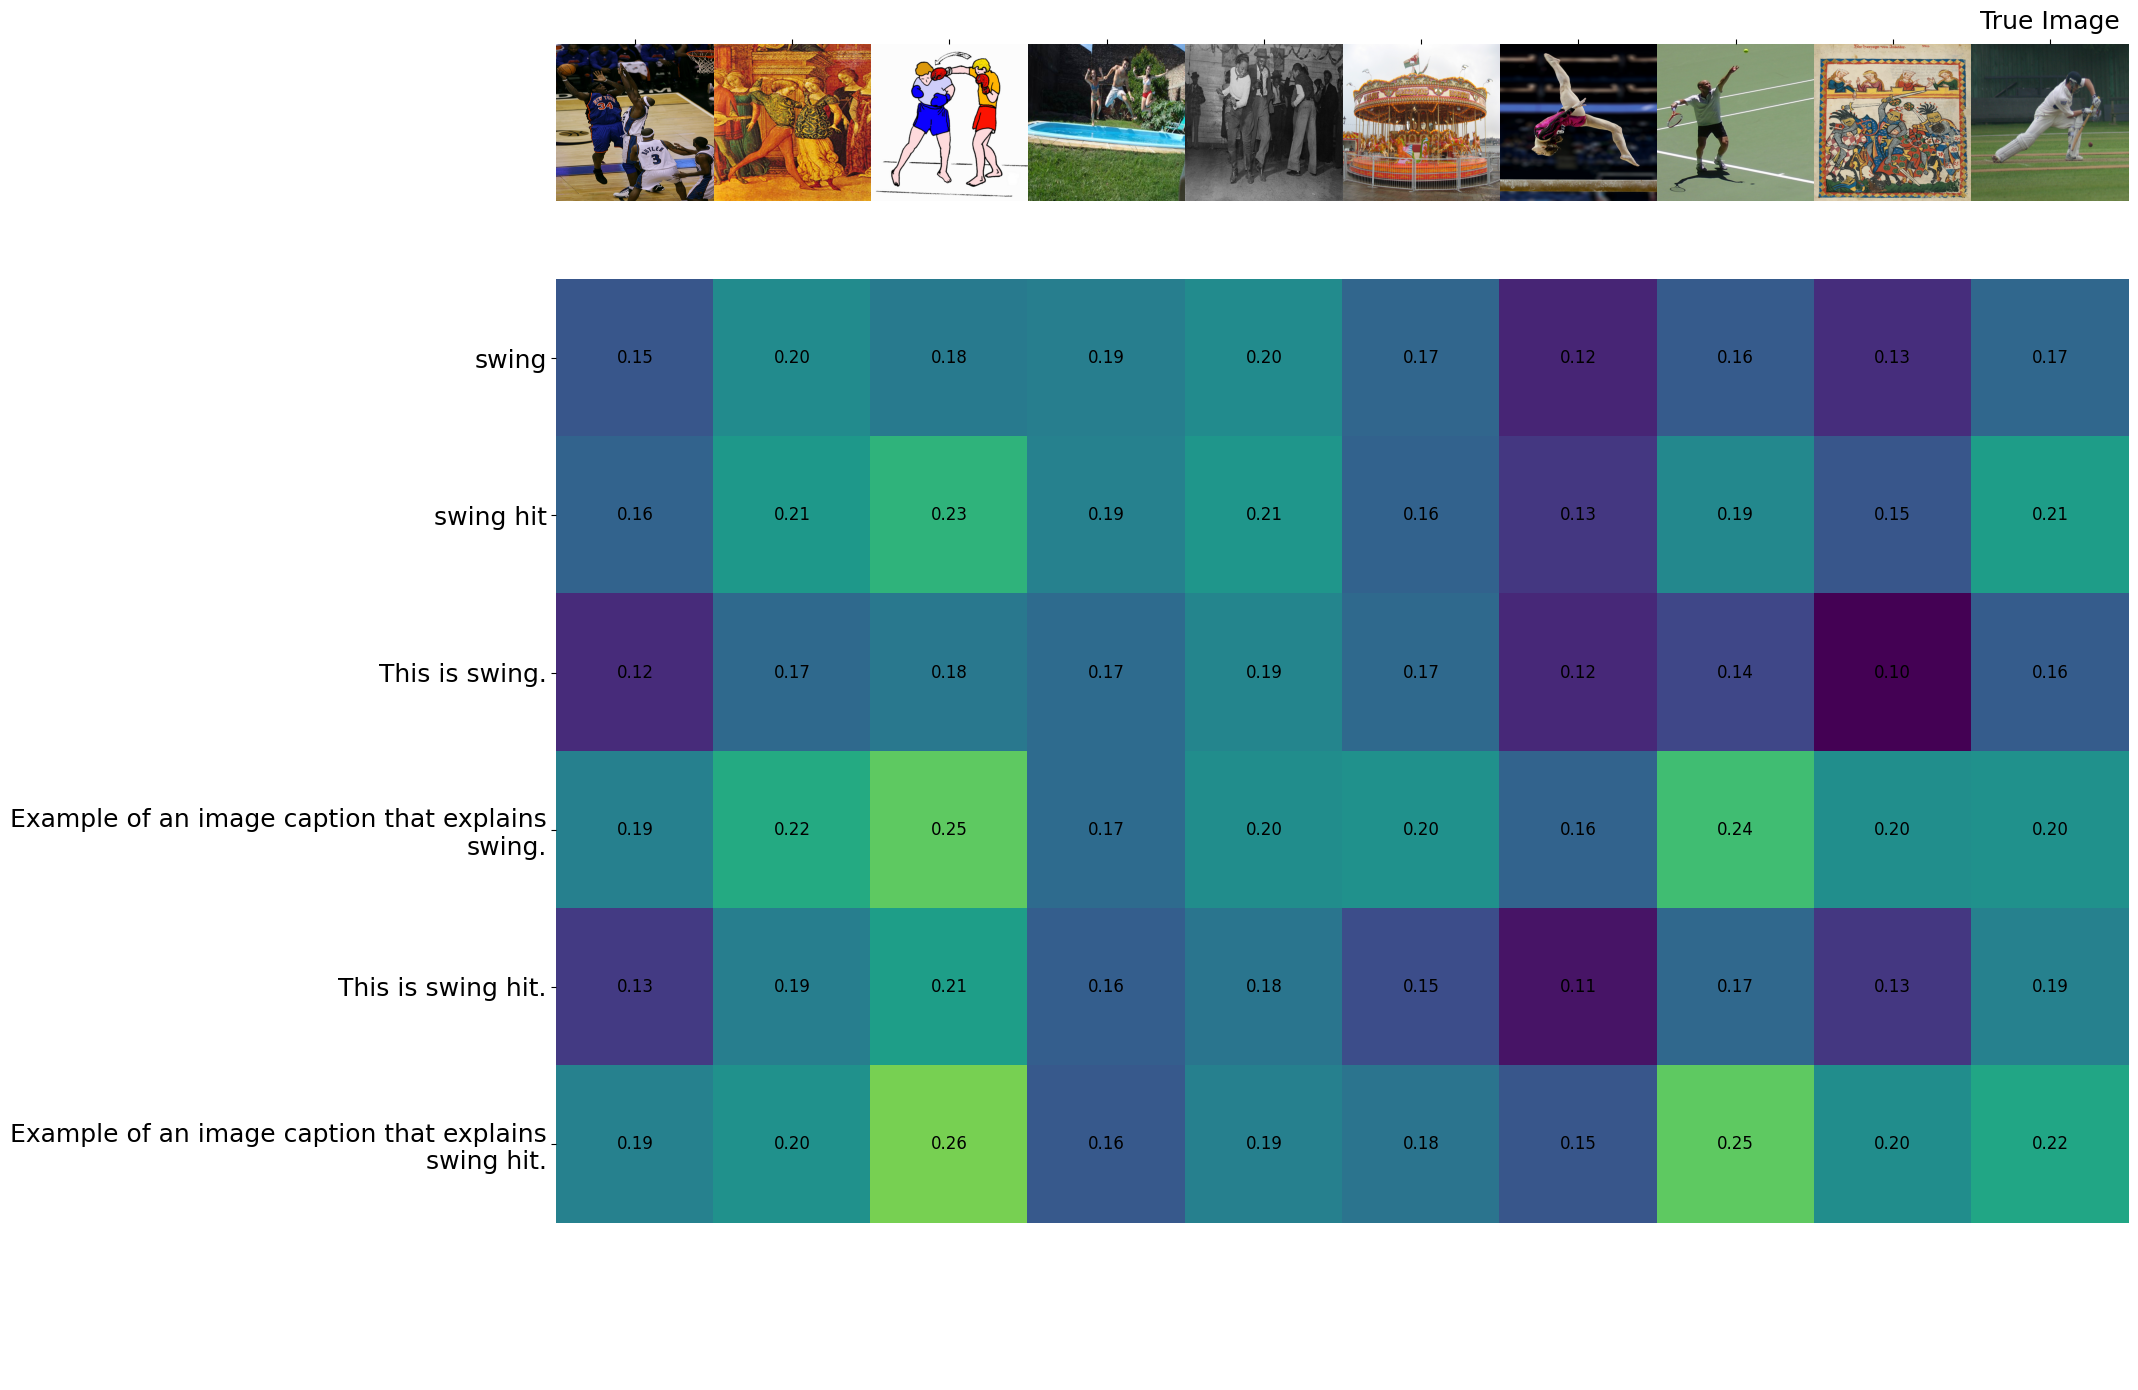 True Image
NEW YORK
34
BUTLER
3
swing
0.15 0.20 0.18 0.19 0.20 0.17 0.12 0.16 0.13 0.17
swing hit
0.16 0.21 0.23 0.19 0.21 0.16 0.13 0.19 0.15 0.21
This is swing.
0.12 0.17 0.18 0.17 0.19 0.17 0.12 0.14 0.10 0.16
Example of an image caption that explains
swing.
0.19 0.22 0.25 0.17 0.20 0.20 0.16 0.24 0.20 0.20
This is swing hit.
0.13 0.19 0.21 0.16 0.18 0.15 0.11 0.17 0.13 0.19
Example of an image caption that explains
swing hit.
0.19 0.20 0.26 0.16 0.19 0.18 0.15 0.25 0.20 0.22